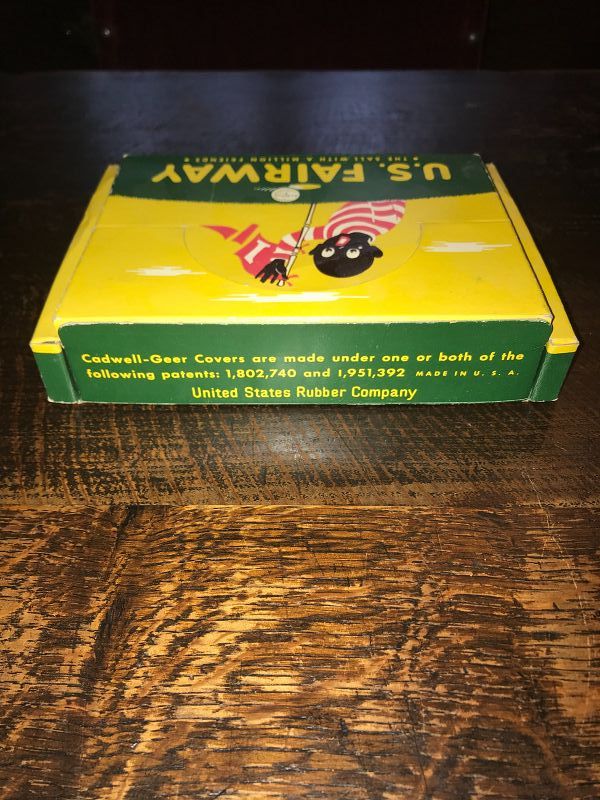 U.S. FAIRWAY
★ THE BALL WITH A MILLION FRIENDS ★
Cadwell-Geer Covers are made under one or both of the
following patents: 1,802,740 and 1,951,392 MADE IN U. S. A.
United States Rubber Company